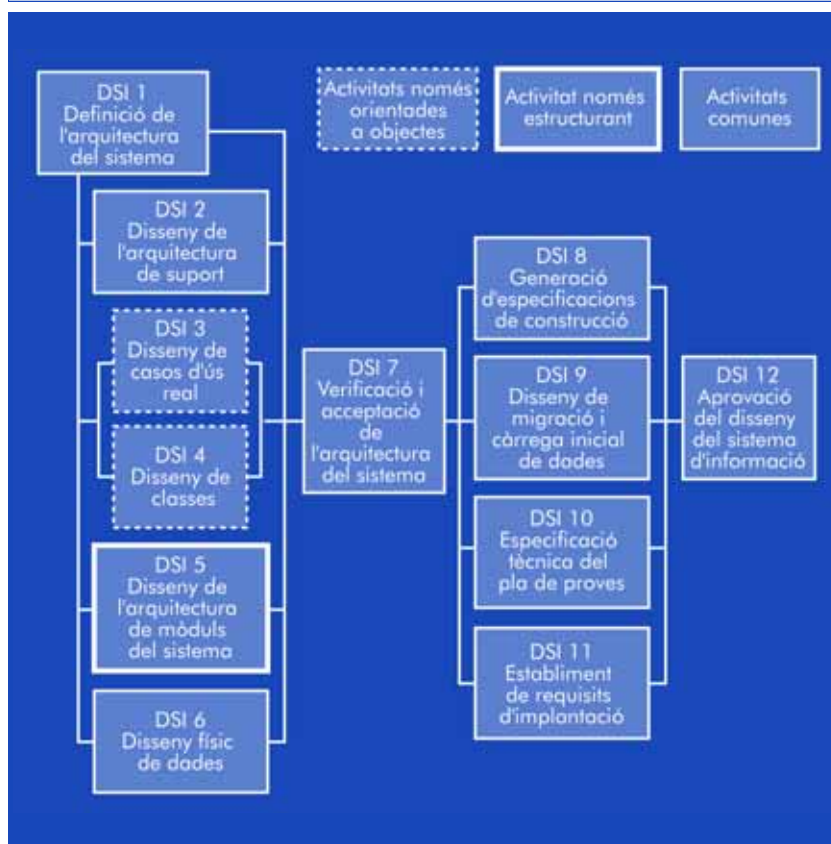 DSI 1
Definició de
l'arquitectura
del sistema
Activitats només
orientades
a objectes
Activitat només
estructurant
Activitats
comunes
DSI 2
Disseny de
l'arquitectura
de suport
DSI 3
Disseny de
casos d'ús
real
DSI 4
Disseny de
classes
DSI 5
Disseny de
l'arquitectura
de mòduls
del sistema
DSI 6
Disseny físic
de dades
DSI 7
Verificació i
acceptació
de
l'arquitectura
del sistema
DSI 8
Generació
d'especificacions
de construcció
DSI 9
Disseny de
migració i
càrrega inicial
de dades
DSI 10
Especificació
tècnica del
pla de proves
DSI 11
Establiment
de requisits
d'implantació
DSI 12
Aprovació
del disseny
del sistema
d'informació